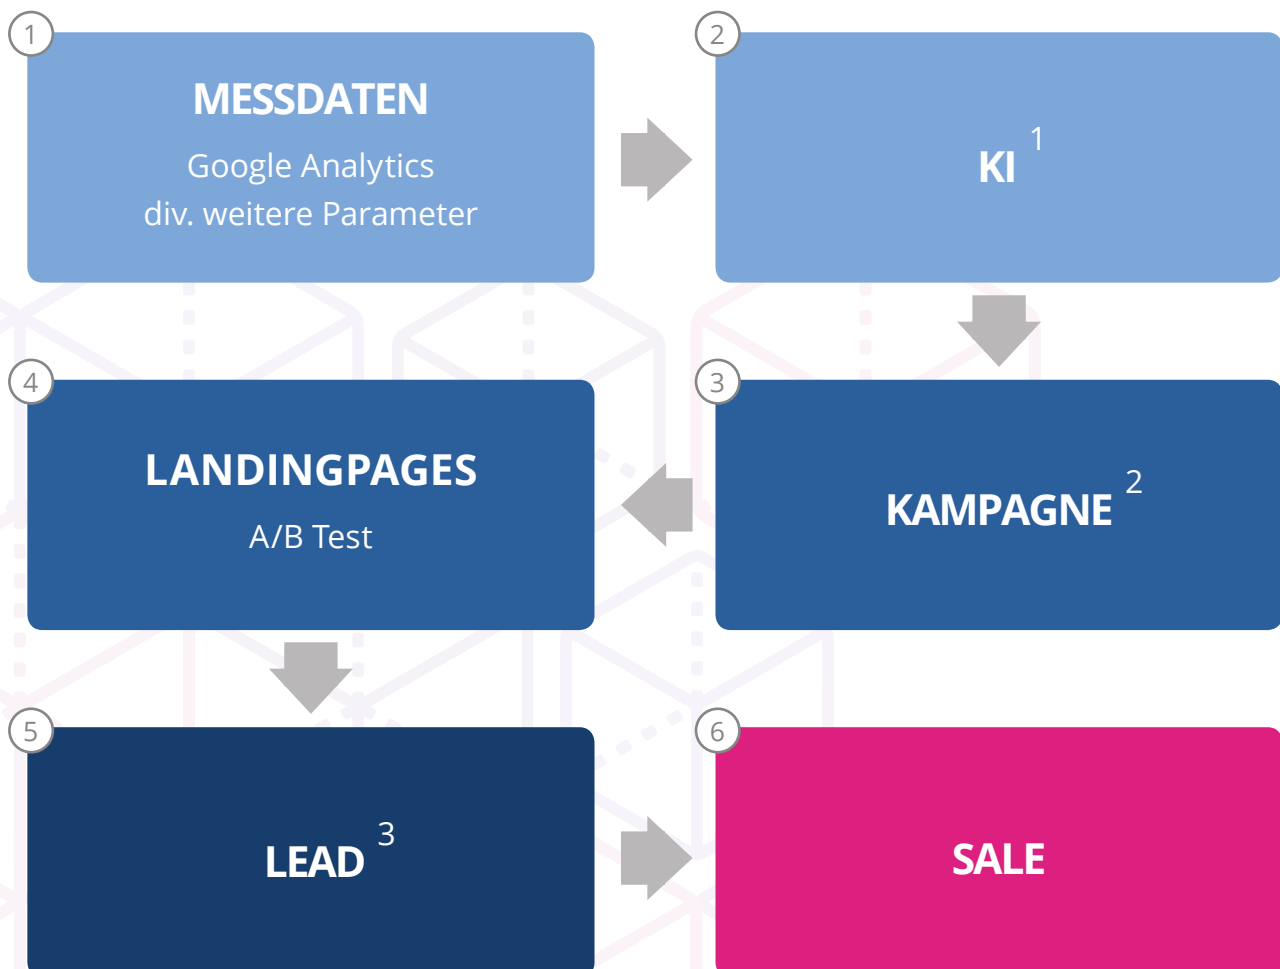 1
MESSDATEN
Google Analytics
div. weitere Parameter
2
KI 1
3
KAMPAGNE 2
4
LANDINGPAGES
A/B Test
5
LEAD 3
6
SALE